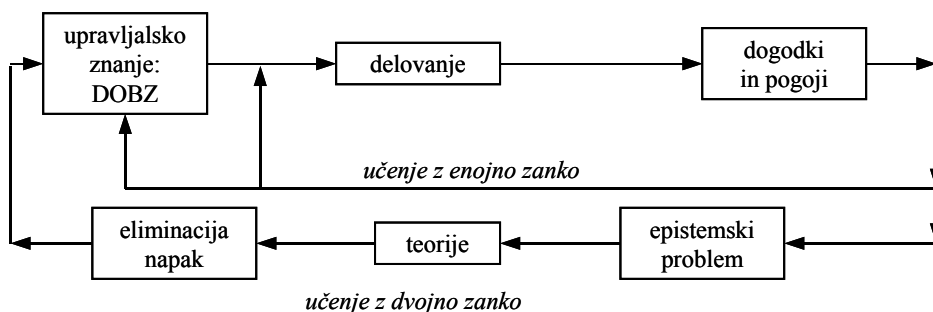 upravljalsko
znanje:
DOBZ
delovanje
dogodki
in pogoji
učenje z enojno zanko
eliminacija
napak
teorije
epistemski
problem
učenje z dvojno zanko